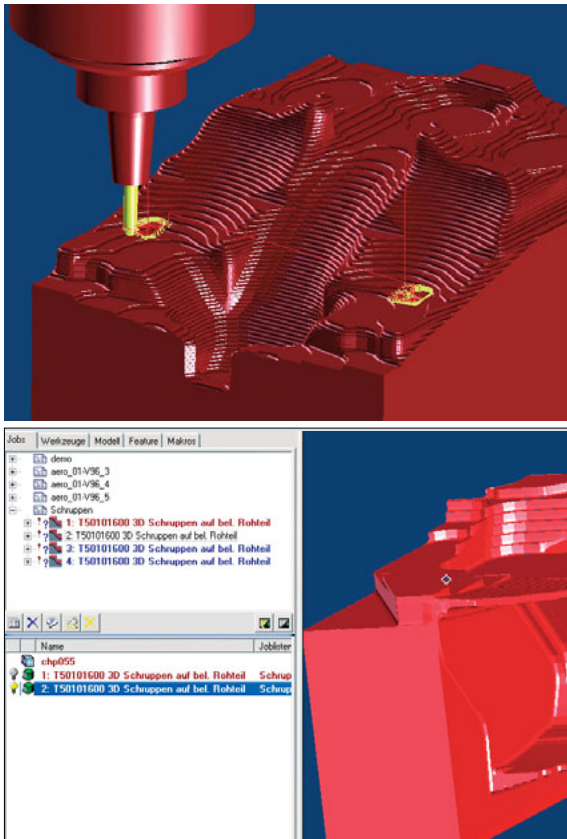 Jobs Werkzeuge Modell Feature Makros
demo
aero_01-V96_3
aero_01-V96_4
aero_01-V96_5
Schruppen
1: T50101600 3D Schruppen auf bel. Rohteil
2: T50101600 3D Schruppen auf bel. Rohteil
3: T50101600 3D Schruppen auf bel. Rohteil
4: T50101600 3D Schruppen auf bel. Rohteil
Name Joblisten
chp055
1: T50101600 3D Schruppen auf bel. Rohteil Schrup
2: T50101600 3D Schruppen auf bel. Rohteil Schrup